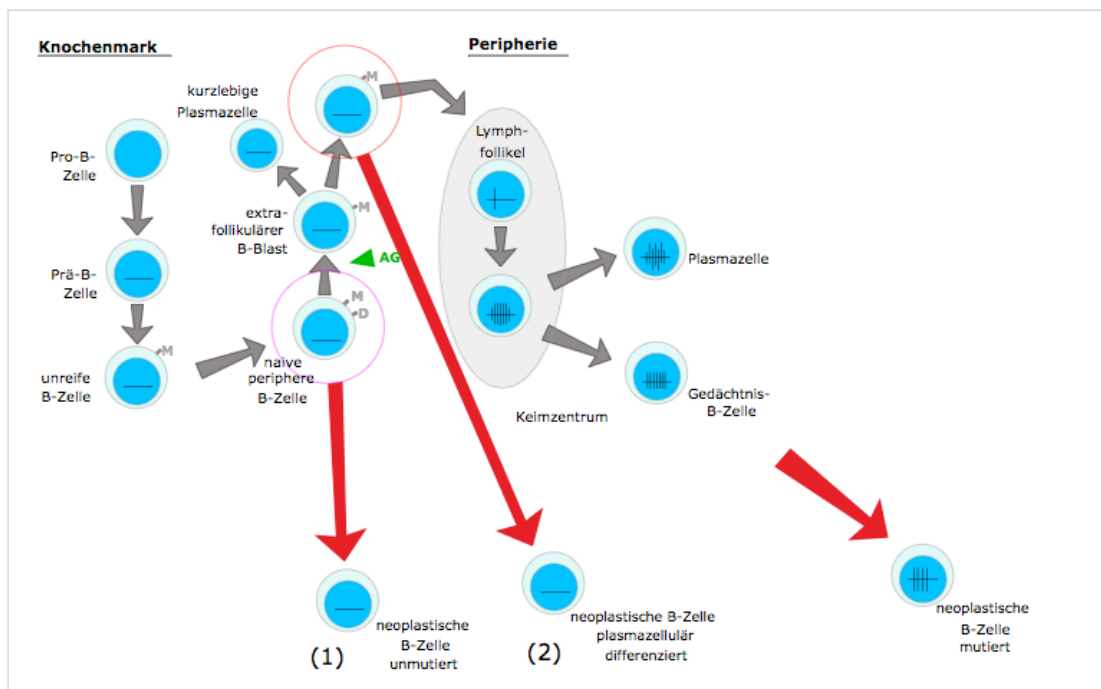 Knochenmark
Peripherie
M
kurzlebige
Plasmazelle
Lymph-
follikel
Pro-B-
Zelle
extra-
follikulärer
B-Blast
M
AG
Plasmazelle
Prä-B-
Zelle
M
D
M
unreife
B-Zelle
naive
periphere
B-Zelle
Gedächtnis-
B-Zelle
Keimzentrum
neoplastische
B-Zelle
unmutiert
(1)
neoplastische B-Zelle
plasmazellulär
differenziert
(2)
neoplastische
B-Zelle
mutiert